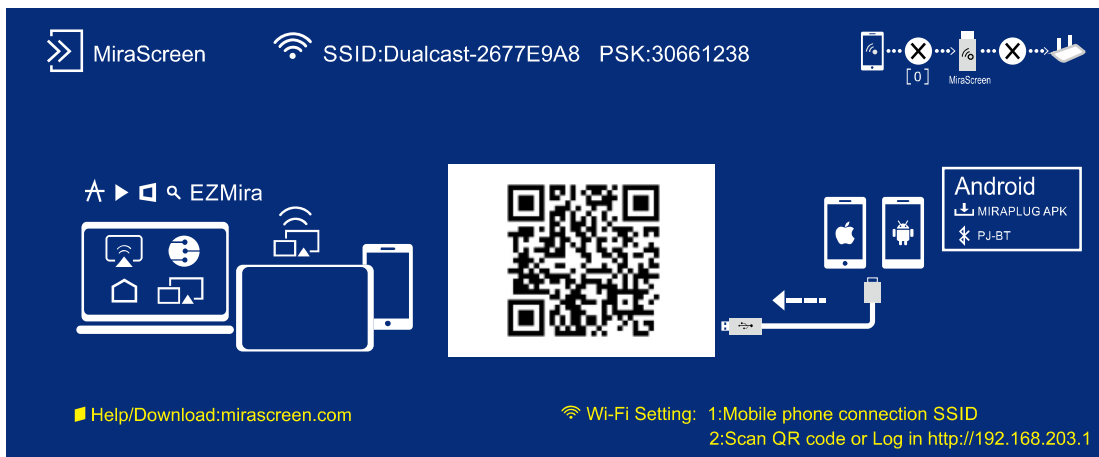 MiraScreen
SSID:Dualcast-2677E9A8 PSK:30661238
[0]
MiraScreen
EZMira
Android
MIRAPLUG APK
PJ-BT
Help/Download:mirascreen.com
Wi-Fi Setting: 1:Mobile phone connection SSID
2:Scan QR code or Log in http://192.168.203.1